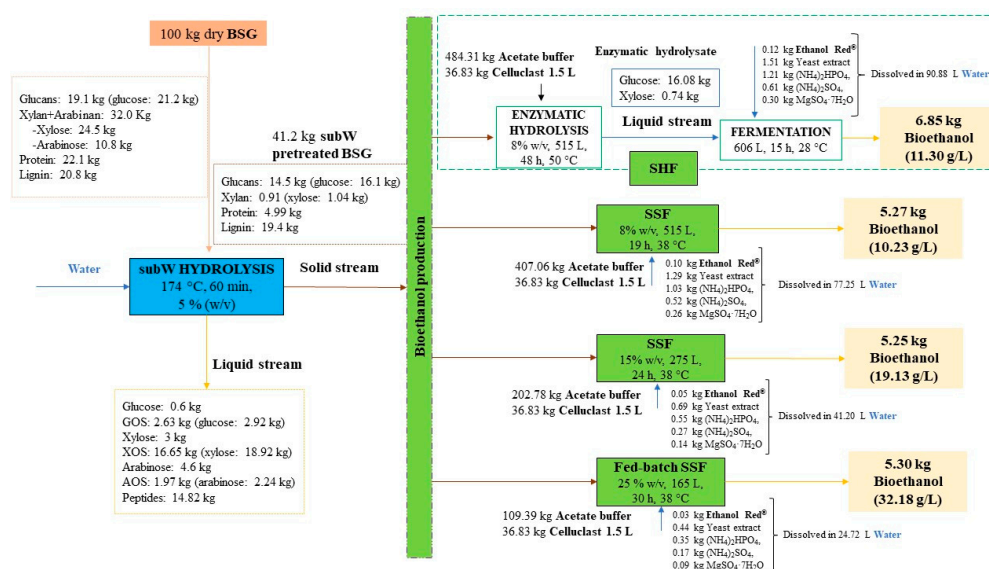 100 kg dry BSG
Glucans: 19.1 kg (glucose: 21.2 kg)
Xylan+Arabinan: 32.0 Kg
-Xylose: 24.5 kg
-Arabinose: 10.8 kg
Protein: 22.1 kg
Lignin: 20.8 kg
41.2 kg subW
pretreated BSG
Glucans: 14.5 kg (glucose: 16.1 kg)
Xylan: 0.91 (xylose: 1.04 kg)
Protein: 4.99 kg
Lignin: 19.4 kg
Water
subW HYDROLYSIS
174 °C, 60 min,
5 % (w/v)
Solid stream
Liquid stream
Glucose: 0.6 kg
GOS: 2.63 kg (glucose: 2.92 kg)
Xylose: 3 kg
XOS: 16.65 kg (xylose: 18.92 kg)
Arabinose: 4.6 kg
AOS: 1.97 kg (arabinose: 2.24 kg)
Peptides: 14.82 kg
Bioethanol production
484.31 kg Acetate buffer
36.83 kg Celluclast 1.5 L
ENZYMATIC
HYDROLYSIS
8% w/v, 515 L,
48 h, 50 °C
Enzymatic hydrolysate
Glucose: 16.08 kg
Xylose: 0.74 kg
Liquid stream
0.12 kg Ethanol Red®
1.51 kg Yeast extract
1.21 kg (NH4)2HPO4,
0.61 kg (NH4)2SO4,
0.30 kg MgSO4·7H2O
Dissolved in 90.88 L Water
FERMENTATION
606 L, 15 h, 28 °C
SHF
6.85 kg
Bioethanol
(11.30 g/L)
SSF
8% w/v, 515 L,
19 h, 38 °C
407.06 kg Acetate buffer
36.83 kg Celluclast 1.5 L
0.10 kg Ethanol Red®
1.29 kg Yeast extract
1.03 kg (NH4)2HPO4,
0.52 kg (NH4)2SO4,
0.26 kg MgSO4·7H2O
Dissolved in 77.25 L Water
5.27 kg
Bioethanol
(10.23 g/L)
SSF
15% w/v, 275 L,
24 h, 38 °C
202.78 kg Acetate buffer
36.83 kg Celluclast 1.5 L
0.05 kg Ethanol Red®
0.69 kg Yeast extract
0.55 kg (NH4)2HPO4,
0.27 kg (NH4)2SO4,
0.14 kg MgSO4·7H2O
Dissolved in 41.20 L Water
5.25 kg
Bioethanol
(19.13 g/L)
Fed-batch SSF
25 % w/v, 165 L,
30 h, 38 °C
109.39 kg Acetate buffer
36.83 kg Celluclast 1.5 L
0.03 kg Ethanol Red®
0.44 kg Yeast extract
0.35 kg (NH4)2HPO4,
0.17 kg (NH4)2SO4,
0.09 kg MgSO4·7H2O
Dissolved in 24.72 L Water
5.30 kg
Bioethanol
(32.18 g/L)